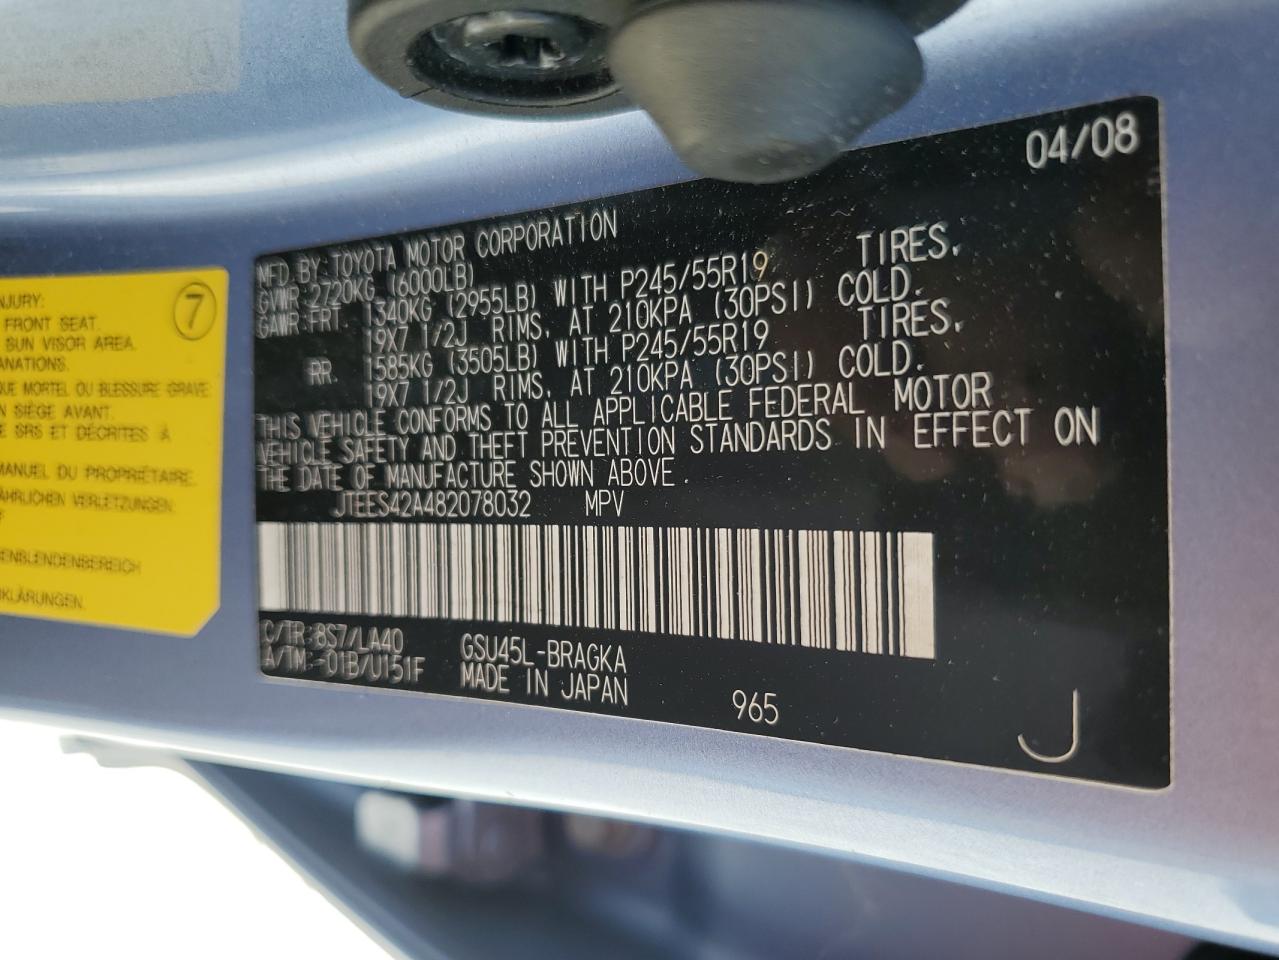 NJURY:
7
FRONT SEAT.
SUN VISOR AREA.
ANATIONS.
QUE MORTEL OU BLESSURE GRAVE
N SIÈGE AVANT.
E SRS ET DÉCRITES À
MANUEL DU PROPRIÉTAIRE.
ÄHRLICHEN VERLETZUNGEN
F
ENBLENDENBEREICH
KLÄRUNGEN.
04/08
MFD. BY: TOYOTA MOTOR CORPORATION
GVWR: 2720KG (6000LB)
GAWR: FRT 1340KG (2955LB) WITH P245/55R19 TIRES,
19X7 1/2J RIMS, AT 210KPA (30PSI) COLD.
RR 1585KG (3505LB) WITH P245/55R19 TIRES,
19X7 1/2J RIMS, AT 210KPA (30PSI) COLD.
THIS VEHICLE CONFORMS TO ALL APPLICABLE FEDERAL MOTOR
VEHICLE SAFETY AND THEFT PREVENTION STANDARDS IN EFFECT ON
THE DATE OF MANUFACTURE SHOWN ABOVE.
JTEES42A482078032 MPV
C/TR:8S7/LA40 GSU45L-BRAGKA
A/TM:-01B/U151F MADE IN JAPAN
965
J